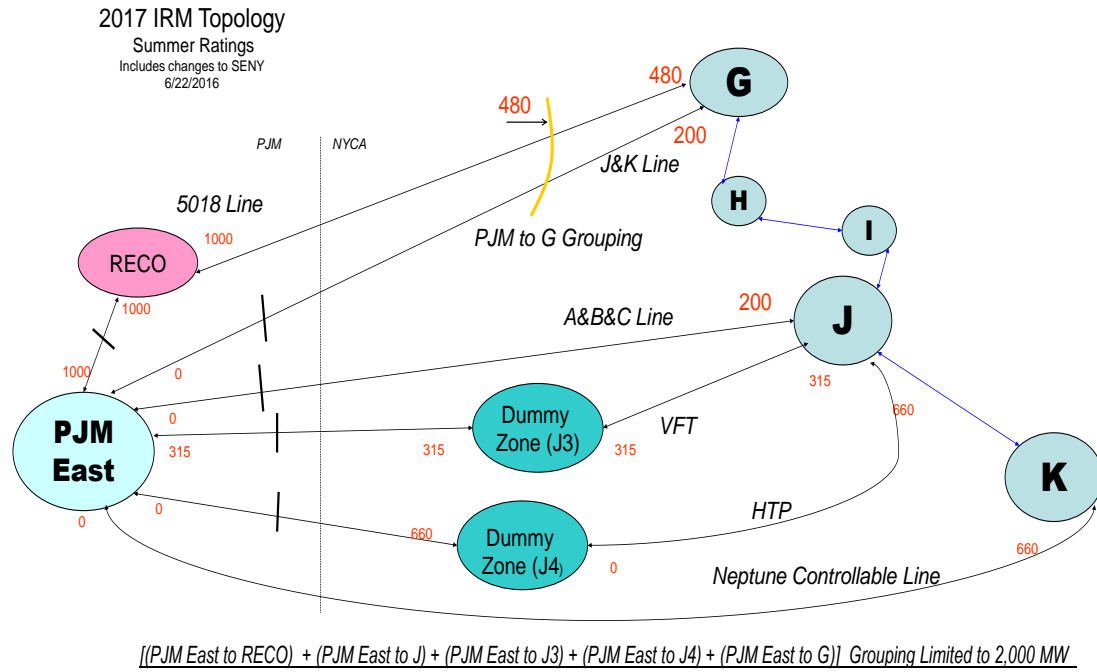 2017 IRM Topology
Summer Ratings
Includes changes to SENY
6/22/2016
480
G
480
200
PJM
NYCA
J&K Line
5018 Line
H
1000
PJM to G Grouping
I
RECO
1000
200
A&B&C Line
J
1000
0
315
0
Dummy
Zone (J3)
VFT
660
PJM
East
315
315
315
K
0
0
660
Dummy
Zone (J4)
0
HTP
660
Neptune Controllable Line
[(PJM East to RECO) + (PJM East to J) + (PJM East to J3) + (PJM East to J4) + (PJM East to G)] Grouping Limited to 2,000 MW